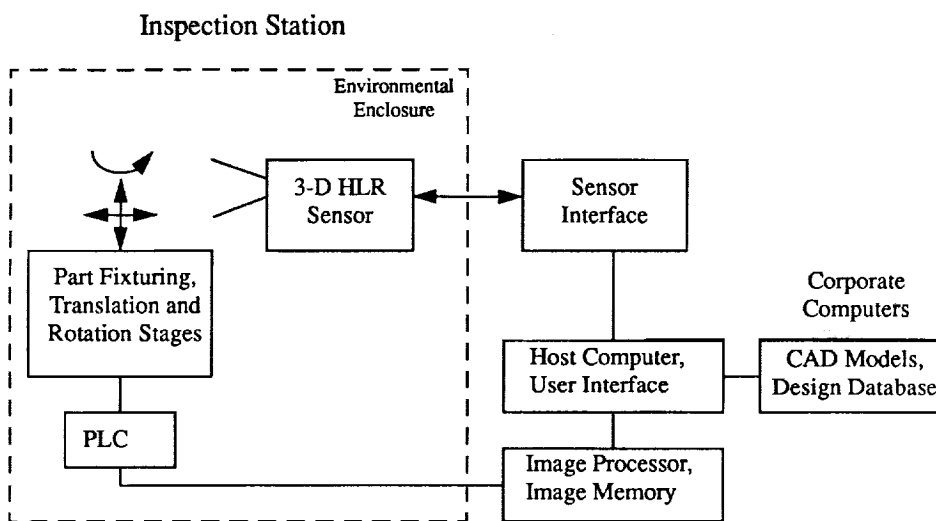 Inspection Station
Environmental
Enclosure
3-D HLR
Sensor
Sensor
Interface
Part Fixturing,
Translation and
Rotation Stages
Corporate
Computers
Host Computer,
User Interface
CAD Models,
Design Database
PLC
Image Processor,
Image Memory